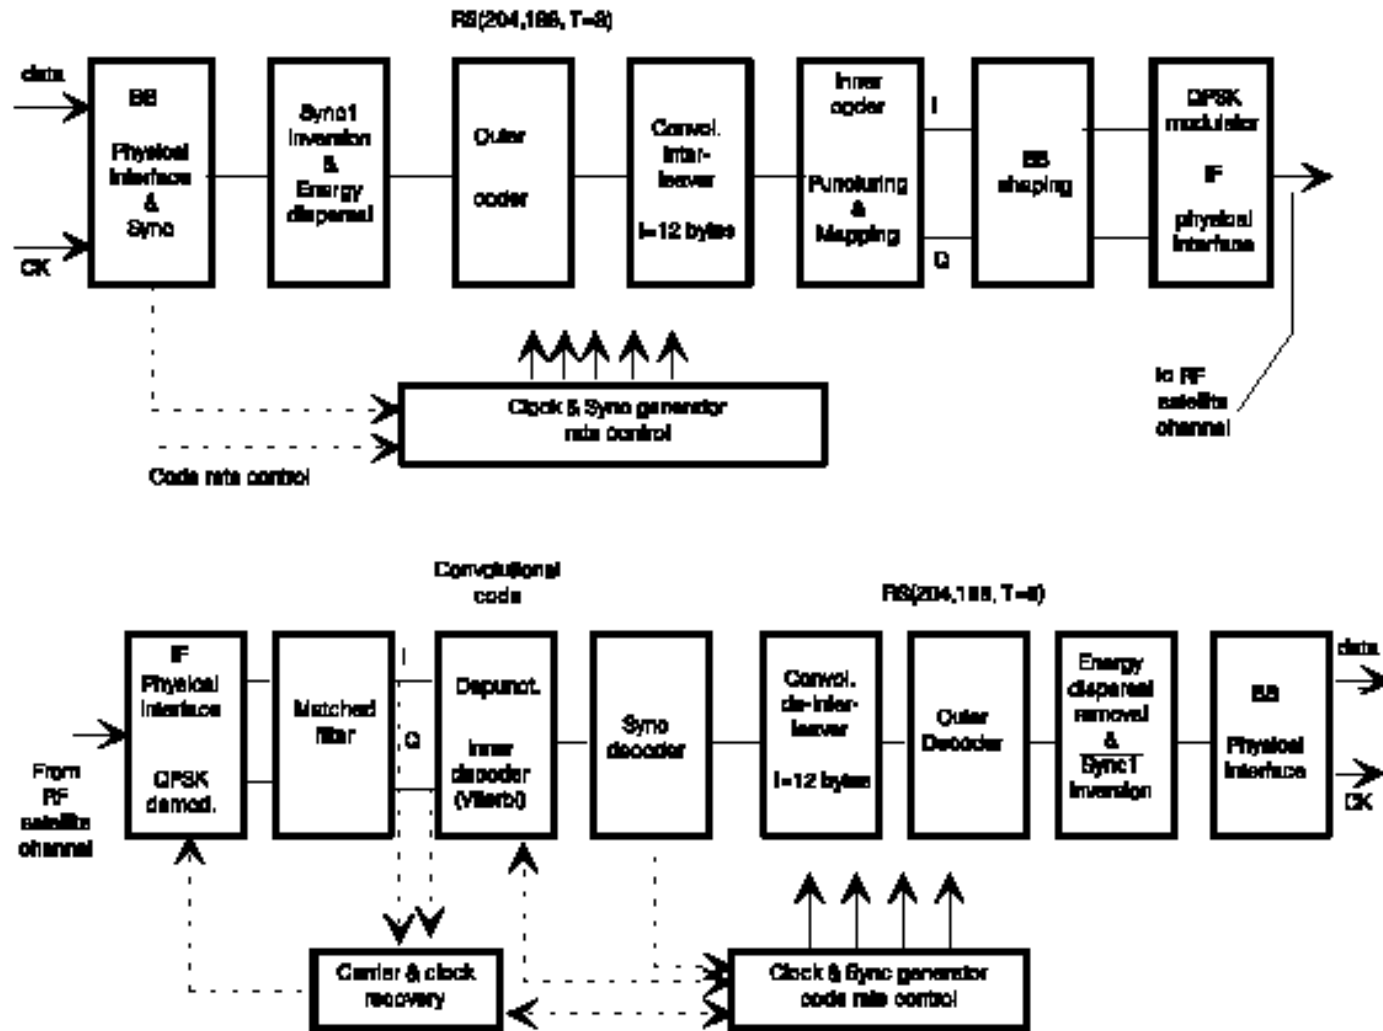 RS(204,188, T=8)
data
BB
Physical
Interface
&
Sync
CK
Sync1
Inversion
&
Energy
dispersal
Outer
coder
Convol.
Inter-
leaver
I=12 bytes
Inner
coder
Puncturing
&
Mapping
I
Q
BB
shaping
QPSK
modulator
IF
physical
Interface
to RF
satellite
channel
Clock & Sync generator
rate control
Code rate control
Convolutional
code
RS(204,188, T=8)
IF
Physical
Interface
QPSK
demod.
From
RF
satellite
channel
Matched
filter
I
Q
Depunct.
Inner
decoder
(Viterbi)
Sync
decoder
Convol.
de-Inter-
leaver
I=12 bytes
Outer
Decoder
Energy
dispersal
removal
&
Sync1
Inversion
BB
Physical
Interface
data
CK
Carrier & clock
recovery
Clock & Sync generator
code rate control